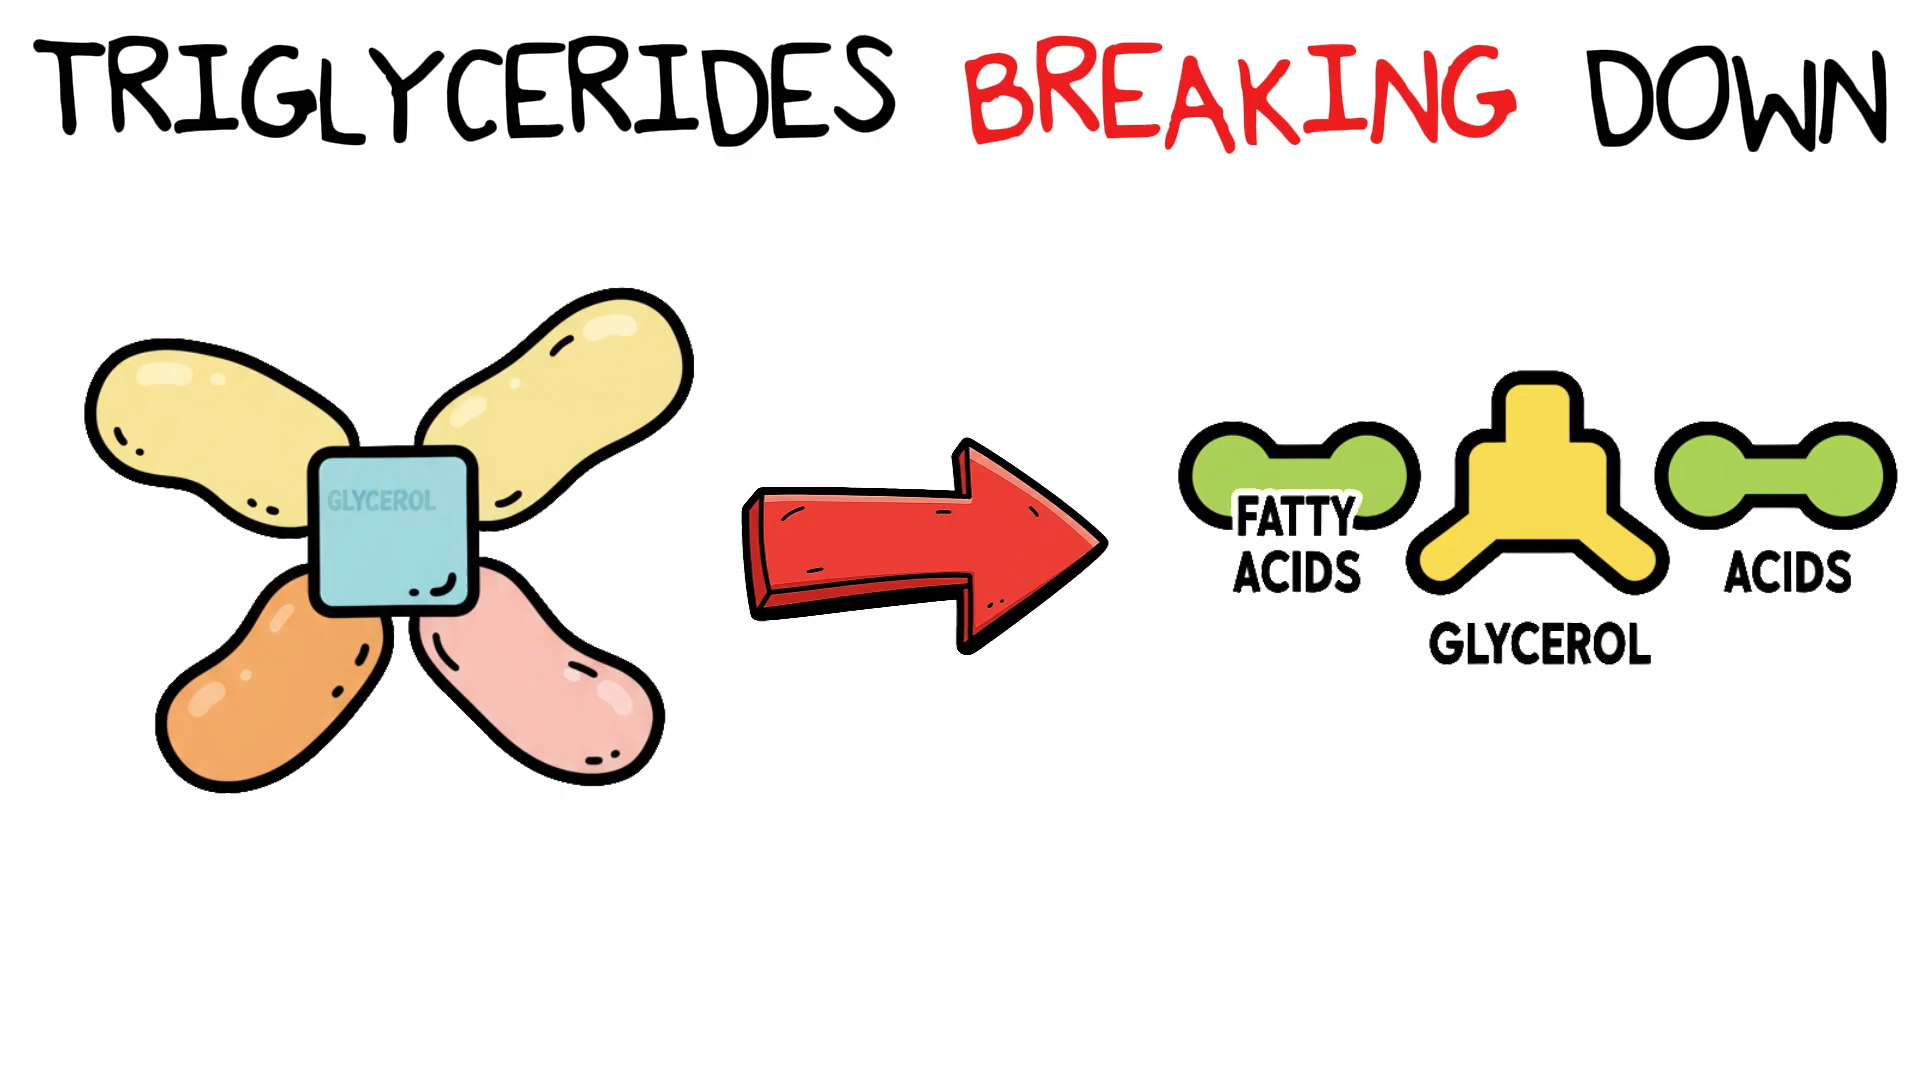 TRIGLYCERIDES BREAKING DOWN
GLYCEROL
FATTY
ACIDS
ACIDS
GLYCEROL